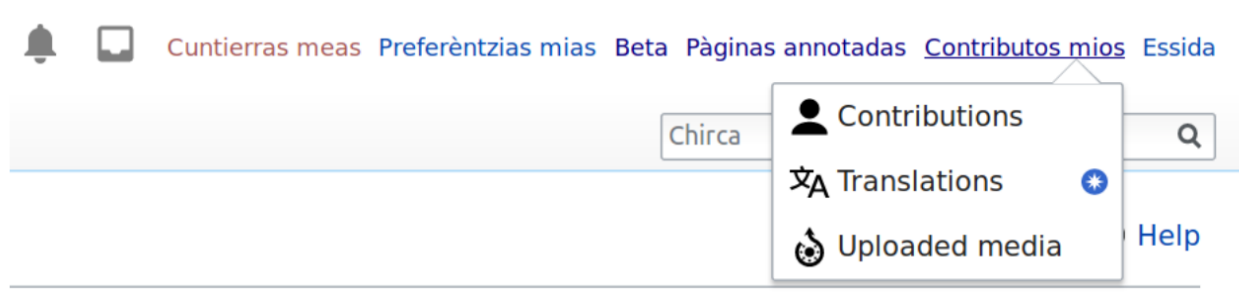 Cuntierras meas Preferèntzias mias Beta Pàginas annotadas Contributos mios Essida
Chirca
Contributions
Translations
Uploaded media
Help